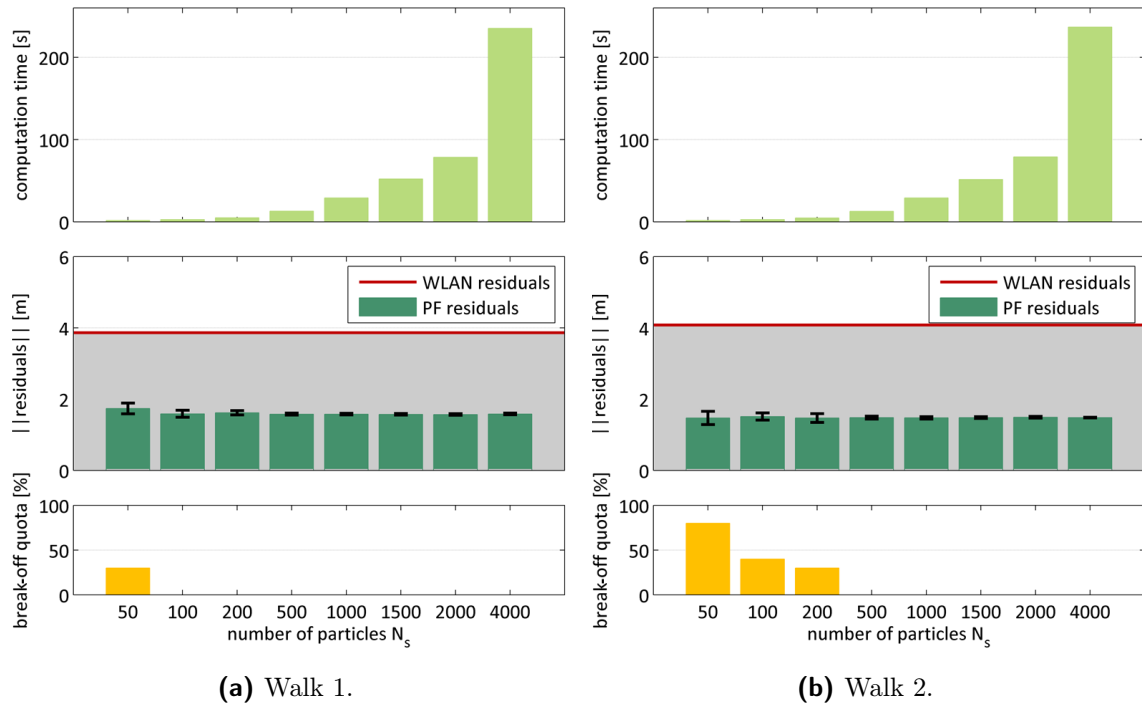 computation time [s]
200
100
0
||residuals|| [m]
6
4
2
0
WLAN residuals
PF residuals
break-off quota [%]
100
50
0
50 100 200 500 1000 1500 2000 4000
number of particles Ns
(a) Walk 1.
computation time [s]
200
100
0
||residuals|| [m]
6
4
2
0
WLAN residuals
PF residuals
break-off quota [%]
100
50
0
50 100 200 500 1000 1500 2000 4000
number of particles Ns
(b) Walk 2.